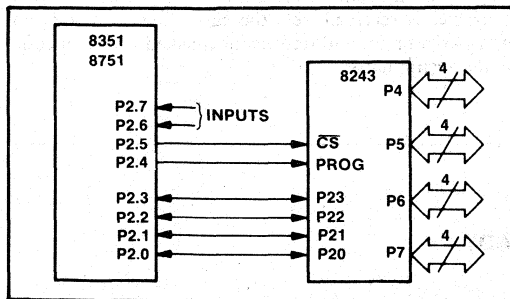 8351
8751
8243
P2.7
P2.6
INPUTS
P2.5
P2.4
P2.3
P2.2
P2.1
P2.0
CS
PROG
P23
P22
P21
P20
P4
4
P5
4
P6
4
P7
4